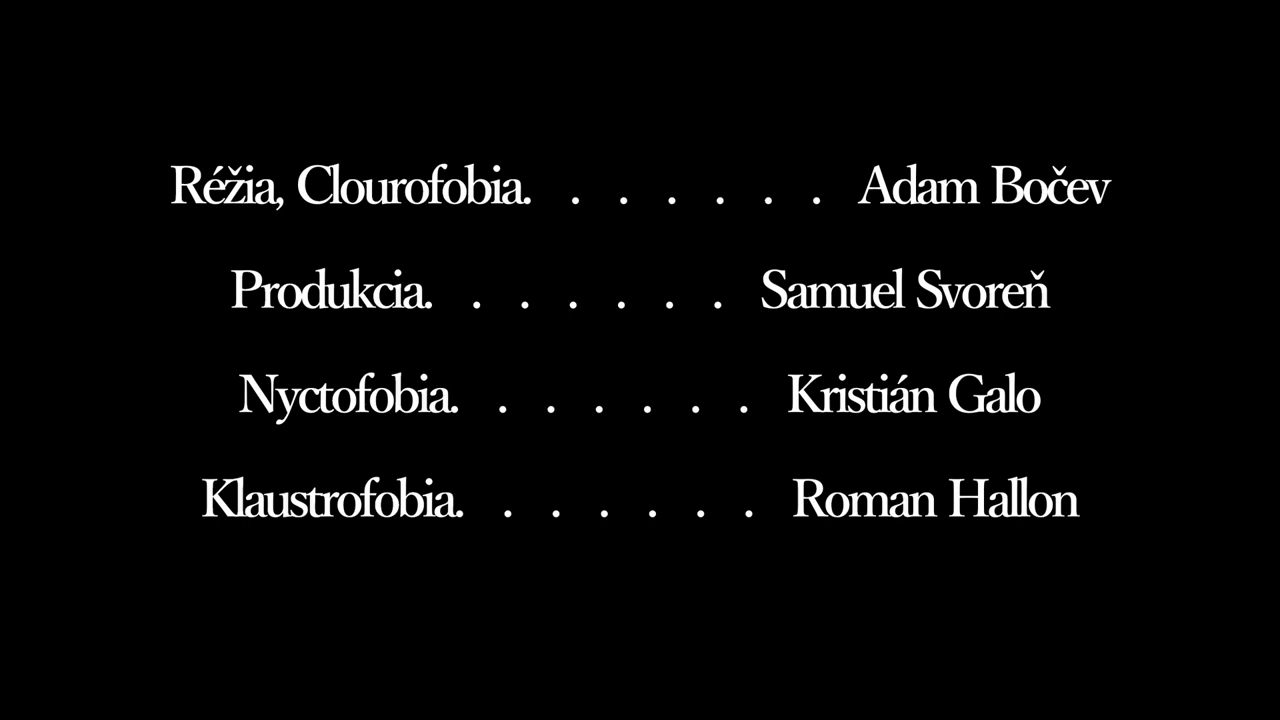 Réžia, Clourofobia. . . . . . . Adam Bočev
Produkcia. . . . . . . Samuel Svoreň
Nyctofobia. . . . . . . Kristián Galo
Klaustrofobia. . . . . . . Roman Hallon